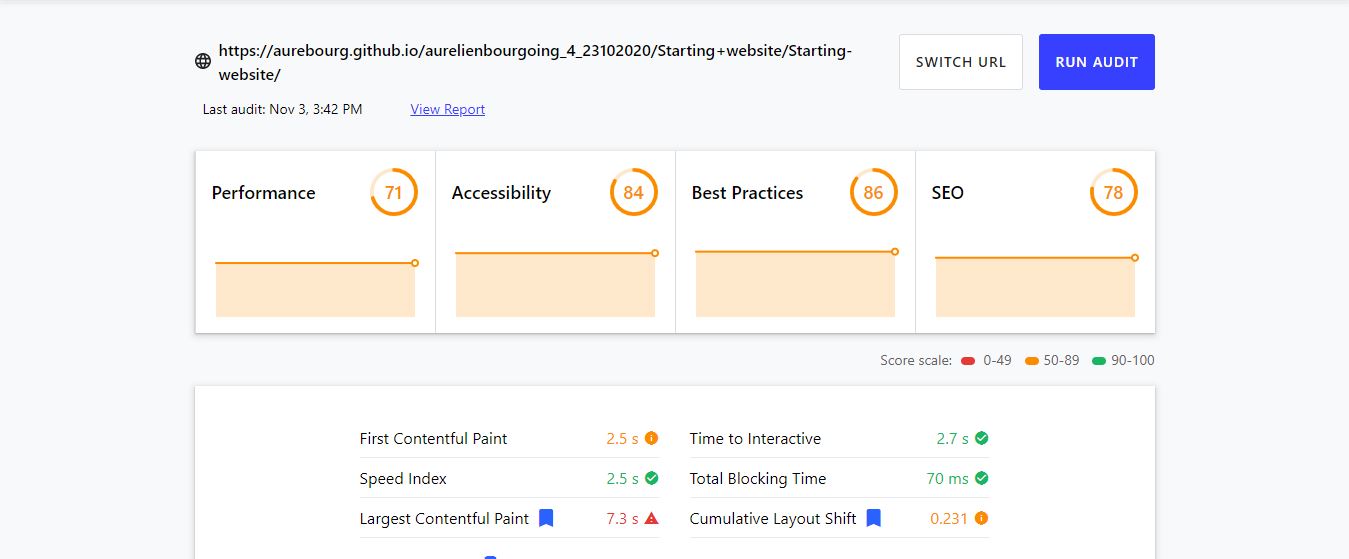 https://aurebourg.github.io/aurelienbourgoing_4_23102020/Starting+website/Starting-
website/
SWITCH URL
RUN AUDIT
Last audit: Nov 3, 3:42 PM
View Report
Performance 71
Accessibility 84
Best Practices 86
SEO 78
Score scale: 0-49 50-89 90-100
First Contentful Paint 2.5 s
Time to Interactive 2.7 s
Speed Index 2.5 s
Total Blocking Time 70 ms
Largest Contentful Paint 7.3 s
Cumulative Layout Shift 0.231